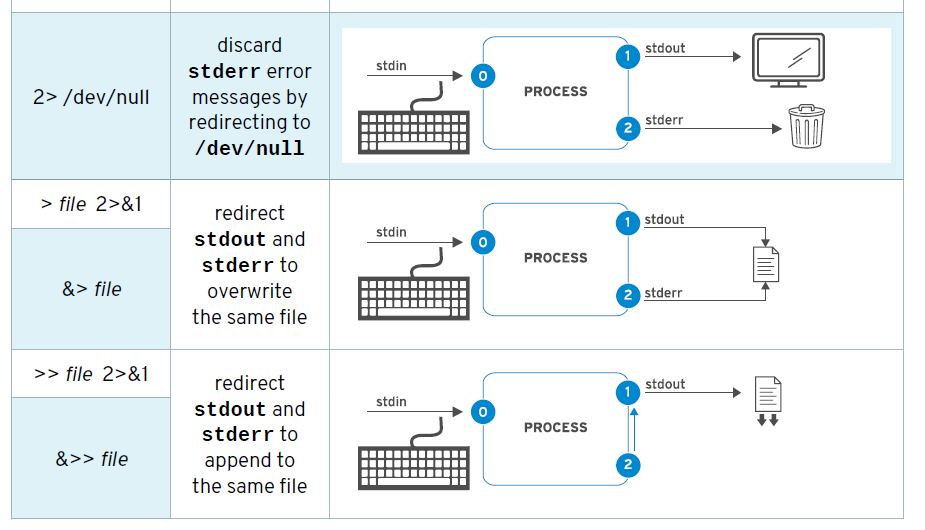 2> /dev/null
discard
stderr error
messages by
redirecting to
/dev/null
stdin
0
PROCESS
1
stdout
2
stderr
> file 2>&1
&> file
redirect
stdout and
stderr to
overwrite
the same file
stdin
0
PROCESS
1
stdout
2
stderr
>> file 2>&1
&>> file
redirect
stdout and
stderr to
append to
the same file
stdin
0
PROCESS
1
stdout
2